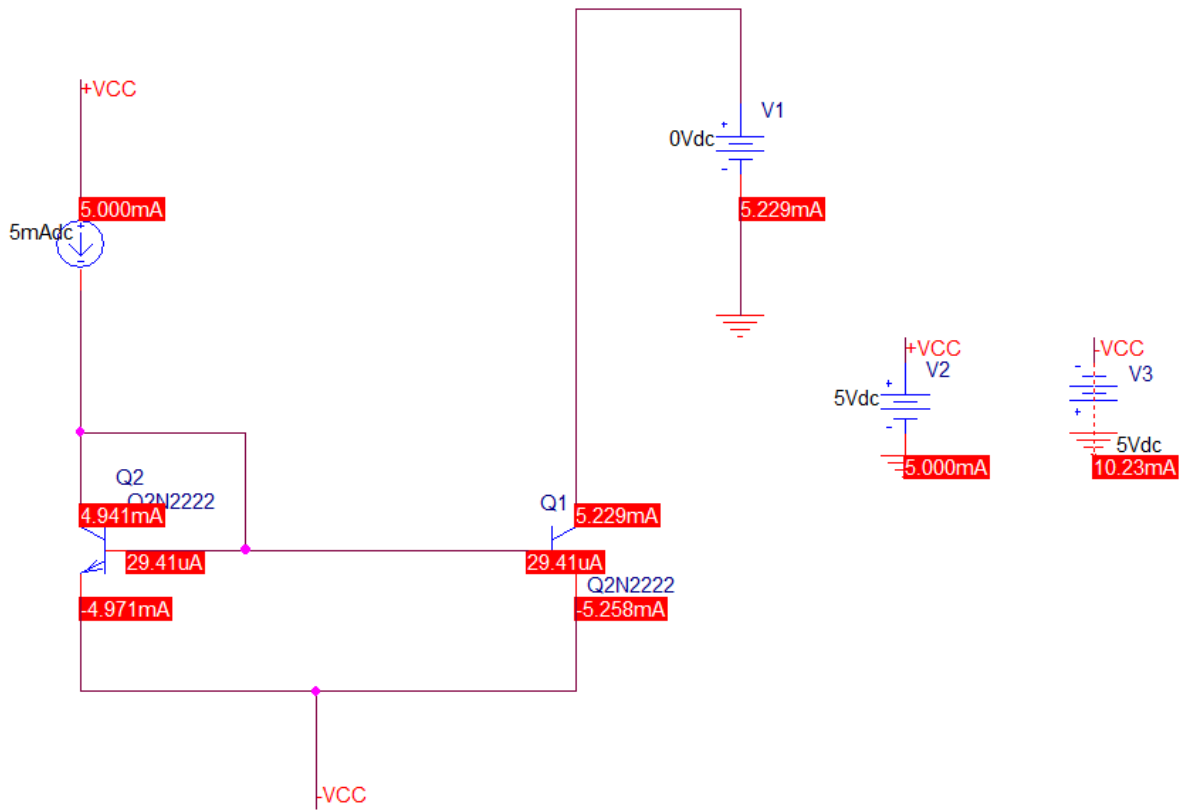 +VCC
V1
0Vdc
5.000mA
5.229mA
5mAdc
+VCC
-VCC
V2
V3
5Vdc
5Vdc
5.000mA
10.23mA
Q2
Q2N2222
Q1
4.941mA
5.229mA
29.41uA
29.41uA
Q2N2222
-4.971mA
-5.258mA
-VCC